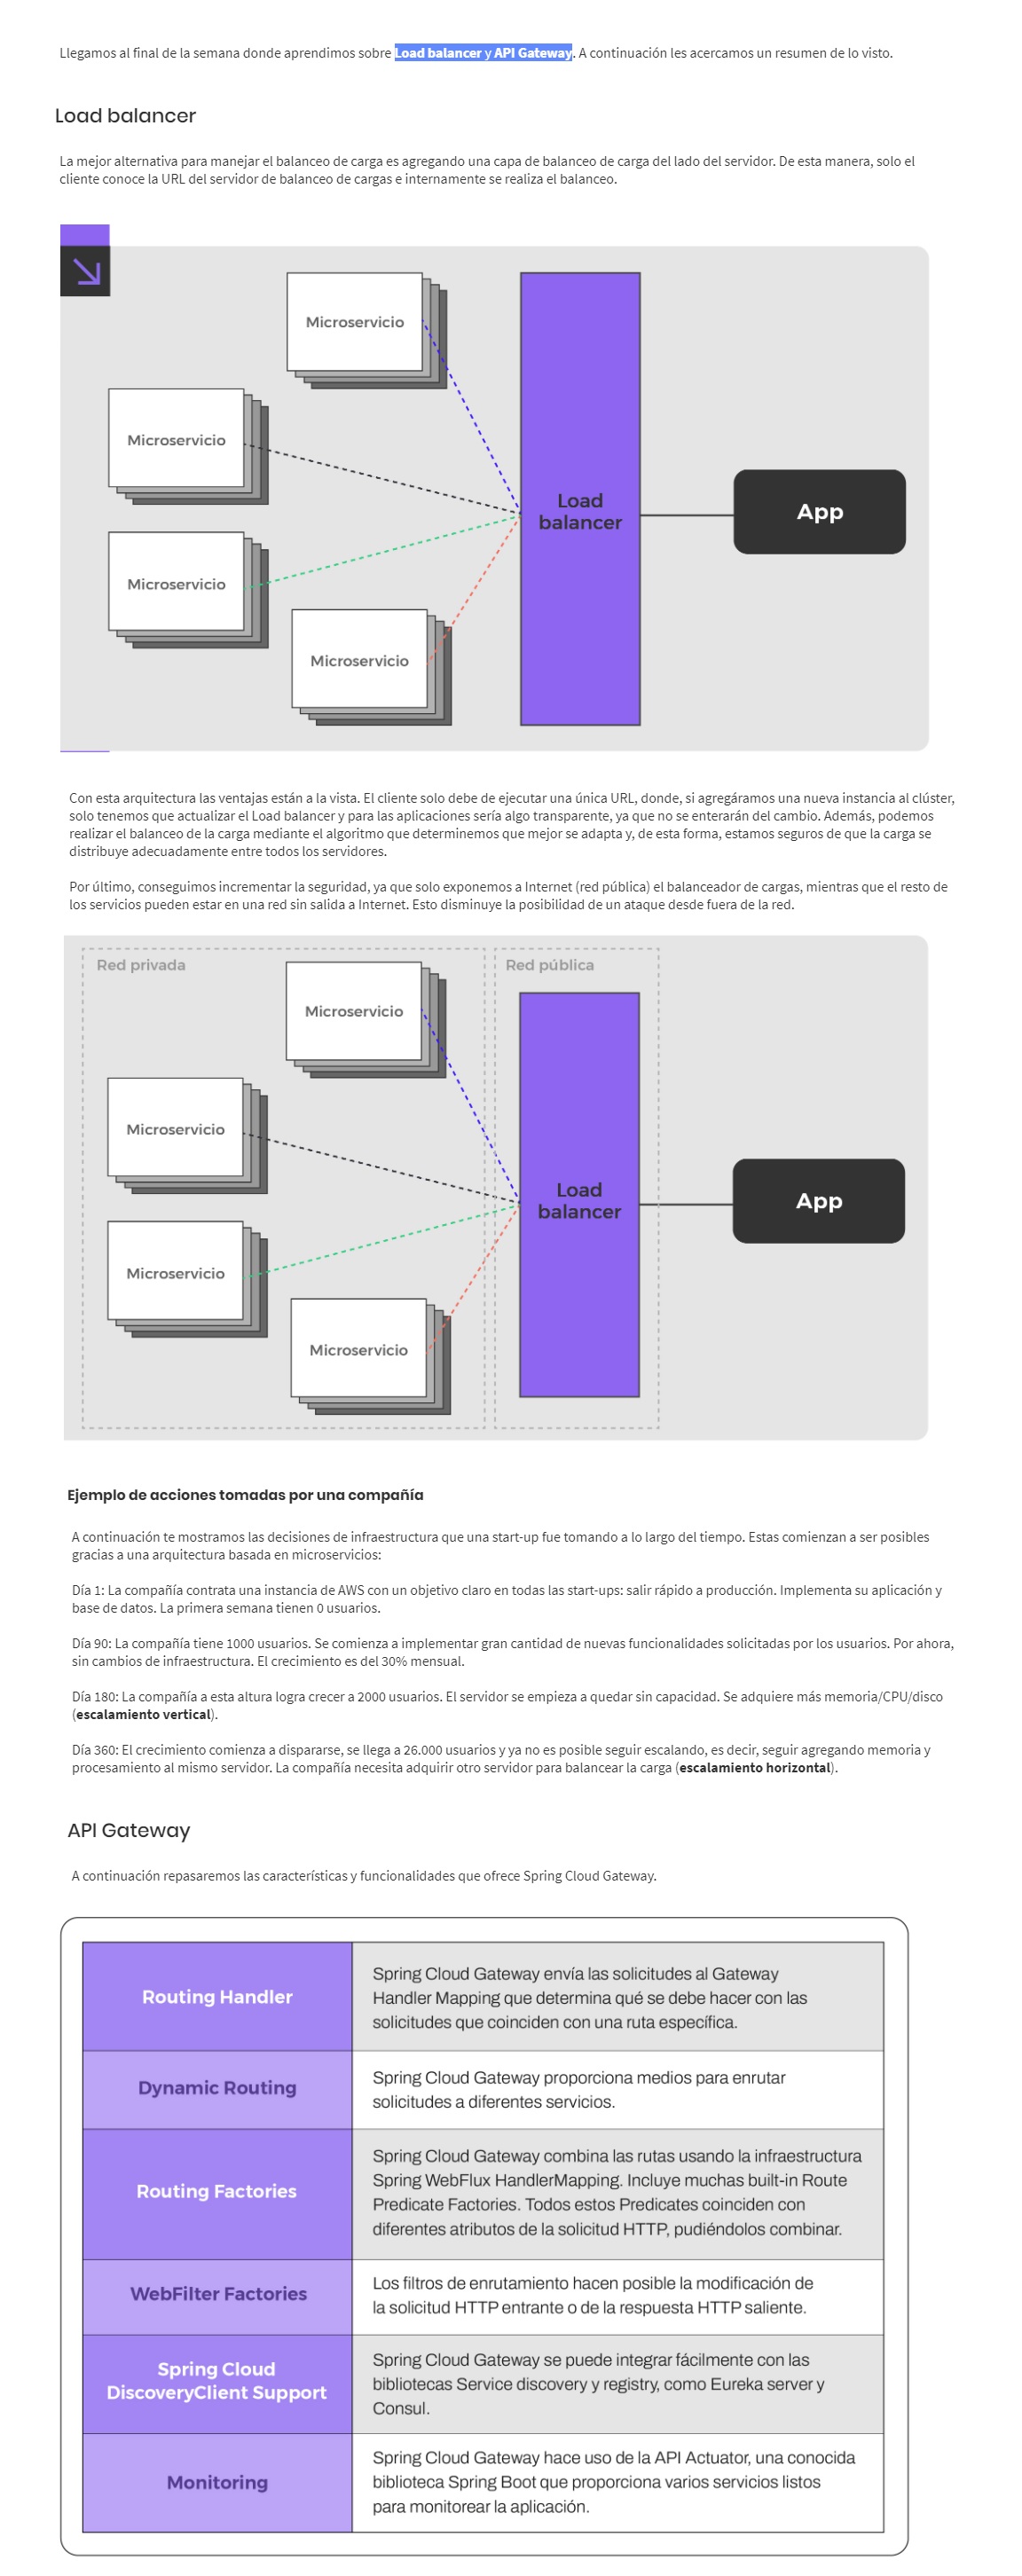 Llegamos al final de la semana donde aprendimos sobre Load balancer y API Gateway. A continuación les acercamos un resumen de lo visto.
Load balancer
La mejor alternativa para manejar el balanceo de carga es agregando una capa de balanceo de carga del lado del servidor. De esta manera, solo el
cliente conoce la URL del servidor de balanceo de cargas e internamente se realiza el balanceo.
Microservicio
Microservicio
Microservicio
Microservicio
Load
balancer
App
Con esta arquitectura las ventajas están a la vista. El cliente solo debe de ejecutar una única URL, donde, si agregáramos una nueva instancia al clúster,
solo tenemos que actualizar el Load balancer y para las aplicaciones sería algo transparente, ya que no se enterarán del cambio. Además, podemos
realizar el balanceo de la carga mediante el algoritmo que determinemos que mejor se adapta y, de esta forma, estamos seguros de que la carga se
distribuye adecuadamente entre todos los servidores.
Por último, conseguimos incrementar la seguridad, ya que solo exponemos a Internet (red pública) el balanceador de cargas, mientras que el resto de
los servicios pueden estar en una red sin salida a Internet. Esto disminuye la posibilidad de un ataque desde fuera de la red.
Red privada
Red pública
Microservicio
Microservicio
Microservicio
Microservicio
Load
balancer
App
Ejemplo de acciones tomadas por una compañía
A continuación te mostramos las decisiones de infraestructura que una start-up fue tomando a lo largo del tiempo. Estas comienzan a ser posibles
gracias a una arquitectura basada en microservicios:
Día 1: La compañía contrata una instancia de AWS con un objetivo claro en todas las start-ups: salir rápido a producción. Implementa su aplicación y
base de datos. La primera semana tienen 0 usuarios.
Día 90: La compañía tiene 1000 usuarios. Se comienza a implementar gran cantidad de nuevas funcionalidades solicitadas por los usuarios. Por ahora,
sin cambios de infraestructura. El crecimiento es del 30% mensual.
Día 180: La compañía a esta altura logra crecer a 2000 usuarios. El servidor se empieza a quedar sin capacidad. Se adquiere más memoria/CPU/disco
(escalamiento vertical).
Día 360: El crecimiento comienza a dispararse, se llega a 26.000 usuarios y ya no es posible seguir escalando, es decir, seguir agregando memoria y
procesamiento al mismo servidor. La compañía necesita adquirir otro servidor para balancear la carga (escalamiento horizontal).
API Gateway
A continuación repasaremos las características y funcionalidades que ofrece Spring Cloud Gateway.
Routing Handler
Spring Cloud Gateway envía las solicitudes al Gateway
Handler Mapping que determina qué se debe hacer con las
solicitudes que coinciden con una ruta específica.
Dynamic Routing
Spring Cloud Gateway proporciona medios para enrutar
solicitudes a diferentes servicios.
Routing Factories
Spring Cloud Gateway combina las rutas usando la infraestructura
Spring WebFlux HandlerMapping. Incluye muchas built-in Route
Predicate Factories. Todos estos Predicates coinciden con
diferentes atributos de la solicitud HTTP, pudiéndolos combinar.
WebFilter Factories
Los filtros de enrutamiento hacen posible la modificación de
la solicitud HTTP entrante o de la respuesta HTTP saliente.
Spring Cloud
DiscoveryClient Support
Spring Cloud Gateway se puede integrar fácilmente con las
bibliotecas Service discovery y registry, como Eureka server y
Consul.
Monitoring
Spring Cloud Gateway hace uso de la API Actuator, una conocida
biblioteca Spring Boot que proporciona varios servicios listos
para monitorear la aplicación.